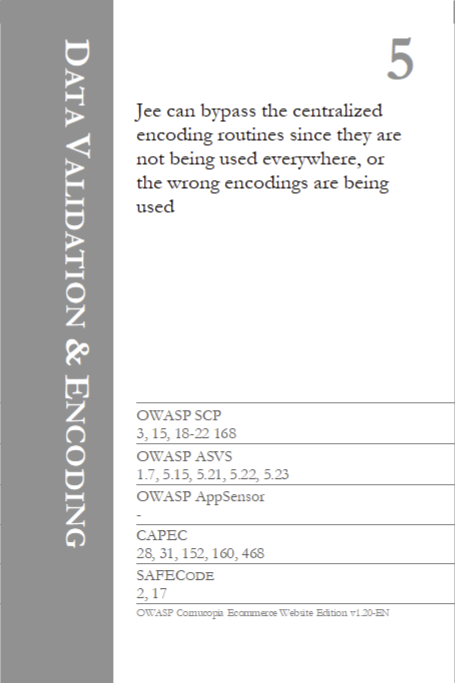 DATA VALIDATION & ENCODING
5
Jee can bypass the centralized
encoding routines since they are
not being used everywhere, or
the wrong encodings are being
used
OWASP SCP
3, 15, 18-22 168
OWASP ASVS
1.7, 5.15, 5.21, 5.22, 5.23
OWASP AppSensor
-
CAPEC
28, 31, 152, 160, 468
SAFECODE
2, 17
OWASP Cornucopia Ecommerce Website Edition v1.20-EN